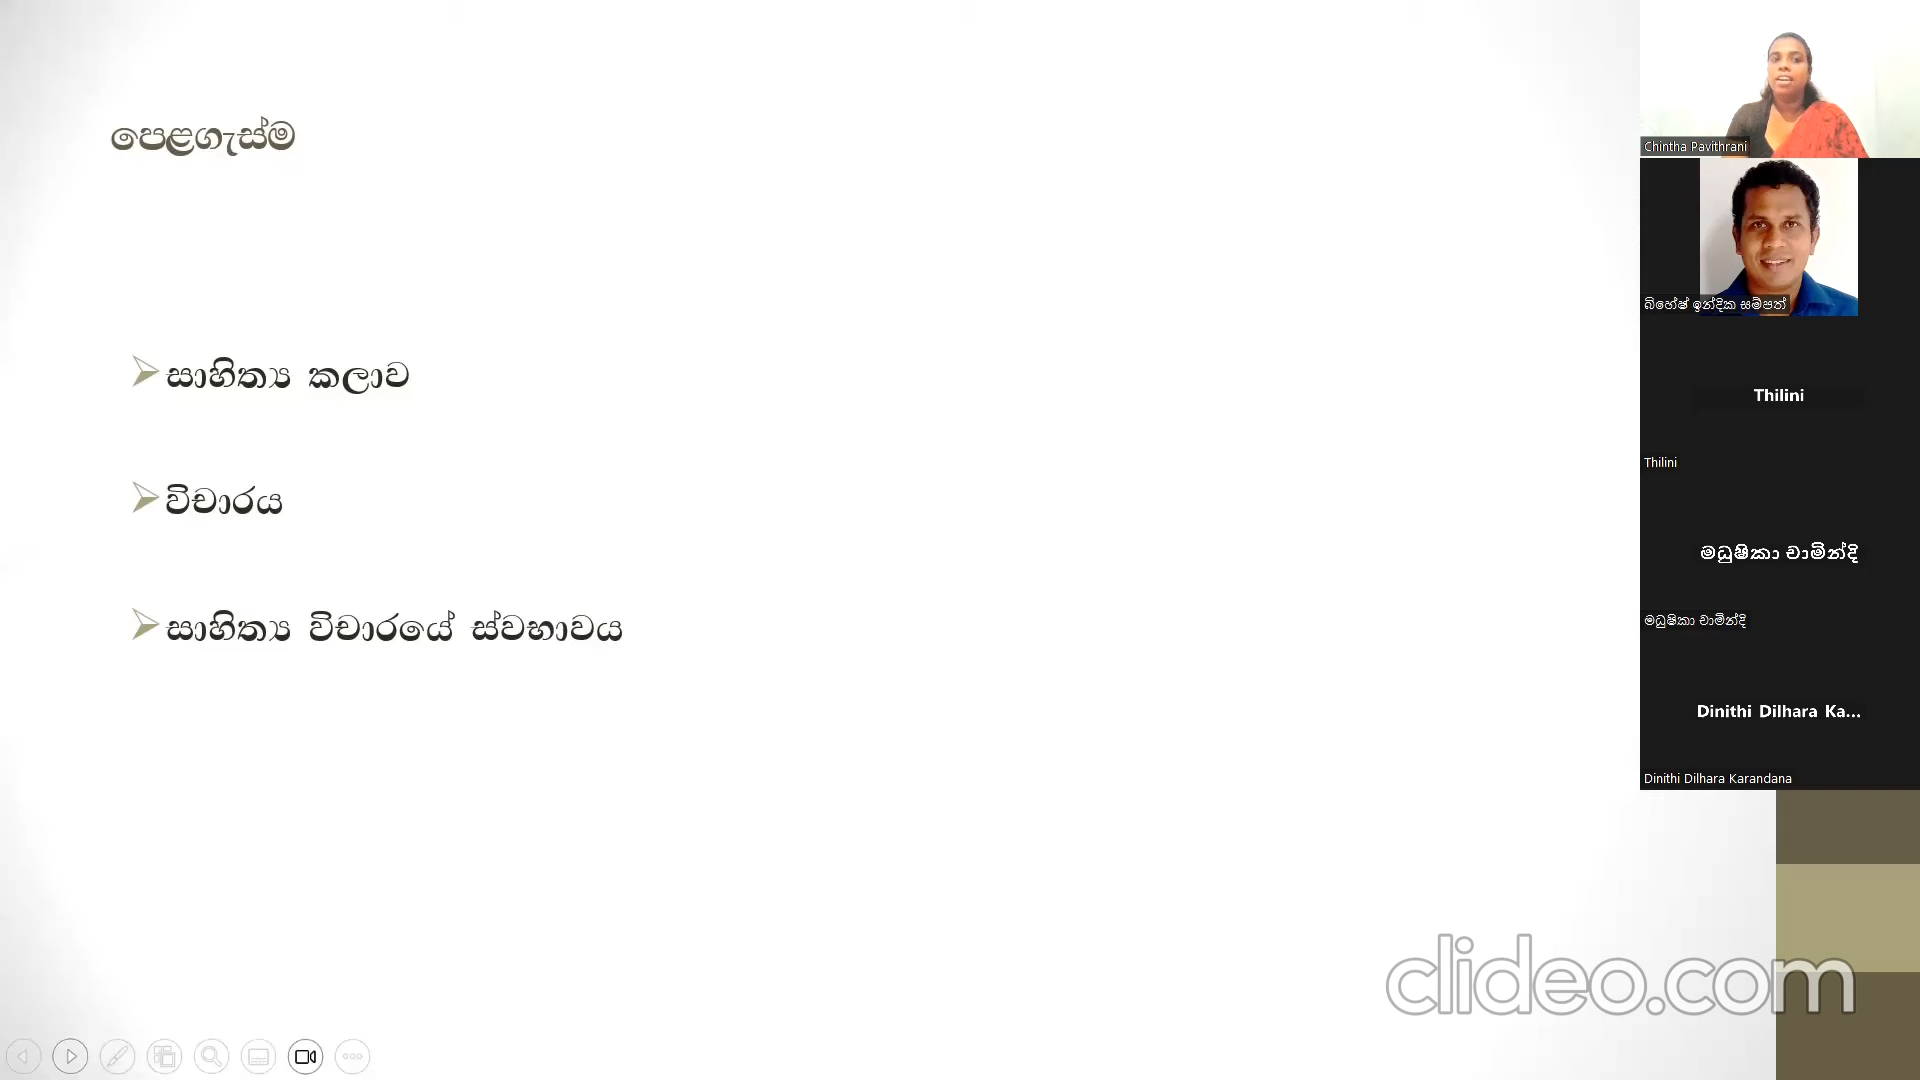 පෙළගැස්ම
සාහිත්‍ය කලාව
විචාරය
සාහිත්‍ය විචාරයේ ස්වභාවය
Chintha Pavithrani
බිහේෂ් ඉන්දික සම්පත්
Thilini
Thilini
මධුෂිකා චාමින්දි
මධුෂිකා චාමින්දි
Dinithi Dilhara Ka...
Dinithi Dilhara Karandana
clideo.com